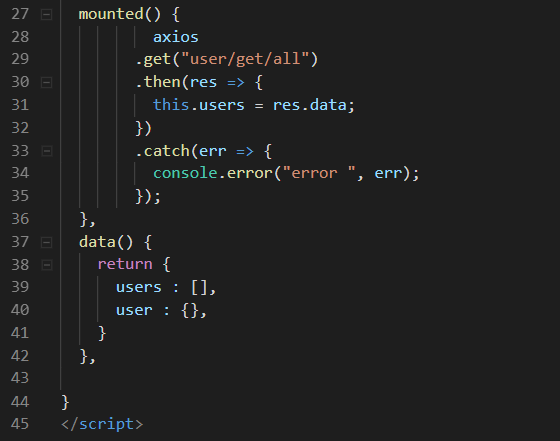 27 mounted() {
28 axios
29 .get("user/get/all")
30 .then(res => {
31 this.users = res.data;
32 })
33 .catch(err => {
34 console.error("error ", err);
35 });
36 },
37 data() {
38 return {
39 users : [],
40 user : {},
41 }
42 },
43
44 }
45 </script>